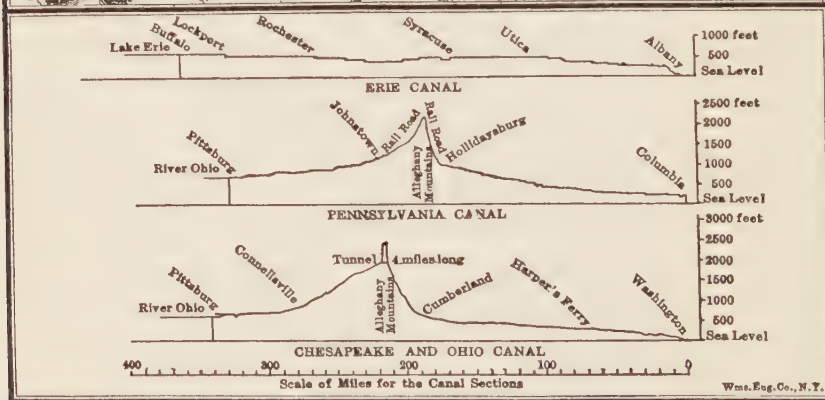 Lake Erie Buffalo Lockport Rochester Syracuse Utica Albany
1000 feet
500
Sea Level
ERIE CANAL
River Ohio Pittsburg Johnstown Rail Road Rail Road Hollidaysburg Columbia
Alleghany
Mountains
2500 feet
2000
1500
1000
500
Sea Level
PENNSYLVANIA CANAL
River Ohio Pittsburg Connellsville Tunnel 4 miles long Cumberland Harper's Ferry Washington
Alleghany
Mountains
3000 feet
2500
2000
1500
1000
500
Sea Level
CHESAPEAKE AND OHIO CANAL
400 300 200 100 0
Scale of Miles for the Canal Sections
Wms. Eng. Co., N.Y.